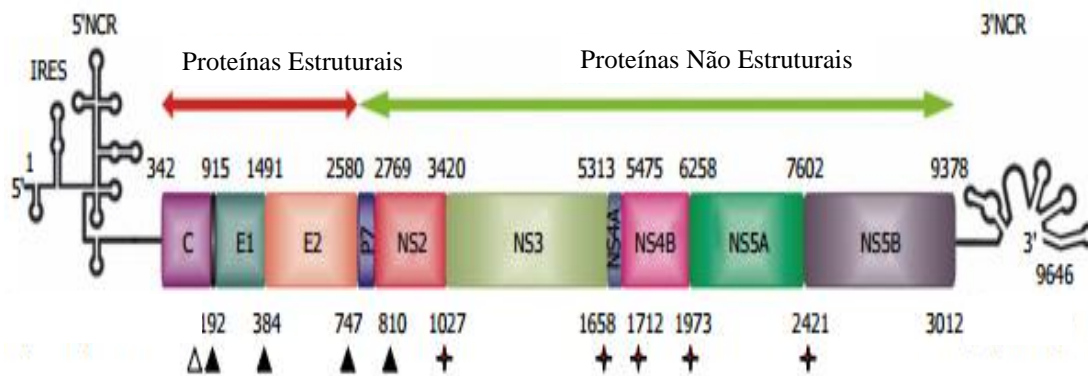 5'NCR
3'NCR
IRES
Proteínas Estruturais
Proteínas Não Estruturais
1
5'
342 915 1491 2580 2769 3420 5313 5475 6258 7602 9378
C E1 E2 P7 NS2 NS3 NS4A NS4B NS5A NS5B
3'
9646
192 384 747 810 1027 1658 1712 1973 2421 3012